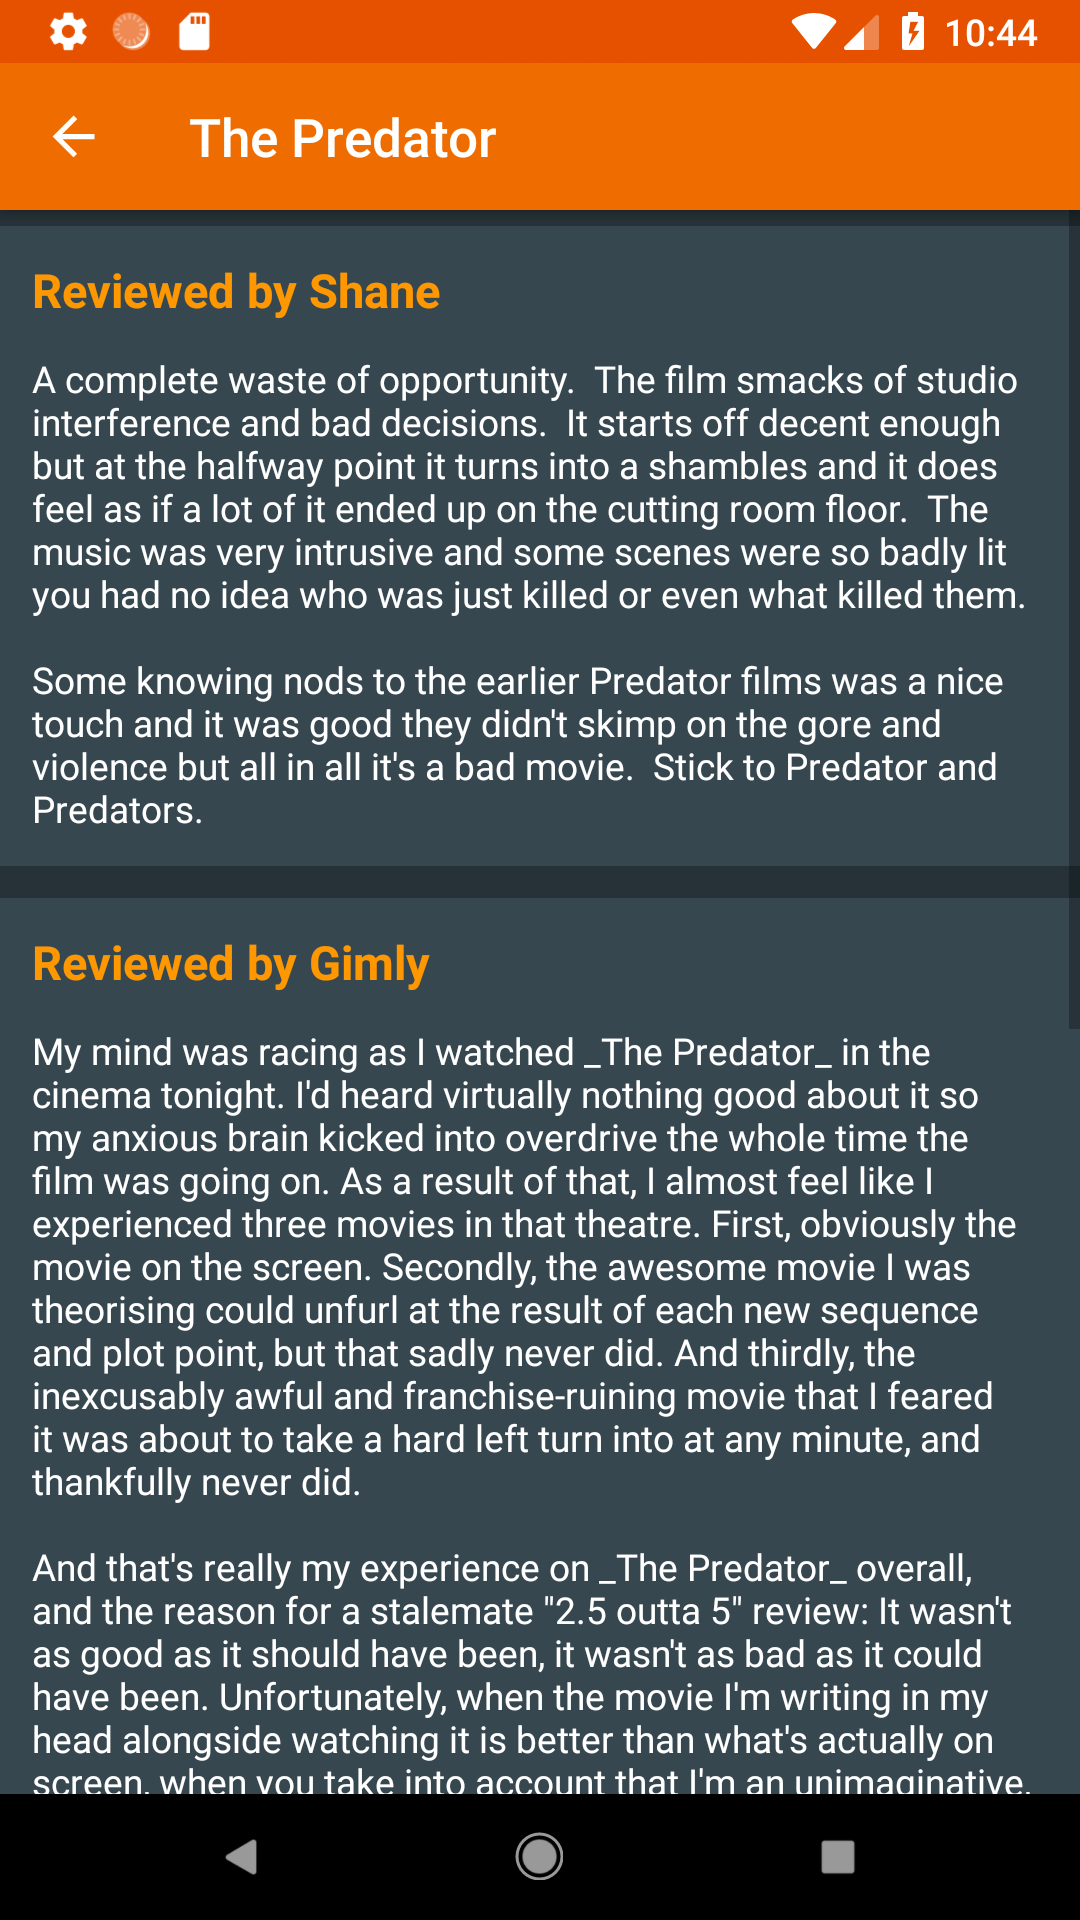 10:44
The Predator
Reviewed by Shane
A complete waste of opportunity.  The film smacks of studio
interference and bad decisions.  It starts off decent enough
but at the halfway point it turns into a shambles and it does
feel as if a lot of it ended up on the cutting room floor.  The
music was very intrusive and some scenes were so badly lit
you had no idea who was just killed or even what killed them.
Some knowing nods to the earlier Predator films was a nice
touch and it was good they didn't skimp on the gore and
violence but all in all it's a bad movie.  Stick to Predator and
Predators.
Reviewed by Gimly
My mind was racing as I watched _The Predator_ in the
cinema tonight. I'd heard virtually nothing good about it so
my anxious brain kicked into overdrive the whole time the
film was going on. As a result of that, I almost feel like I
experienced three movies in that theatre. First, obviously the
movie on the screen. Secondly, the awesome movie I was
theorising could unfurl at the result of each new sequence
and plot point, but that sadly never did. And thirdly, the
inexcusably awful and franchise-ruining movie that I feared
it was about to take a hard left turn into at any minute, and
thankfully never did.
And that's really my experience on _The Predator_ overall,
and the reason for a stalemate "2.5 outta 5" review: It wasn't
as good as it should have been, it wasn't as bad as it could
have been. Unfortunately, when the movie I'm writing in my
head alongside watching it is better than what's actually on
screen, when you take into account that I'm an unimaginative,